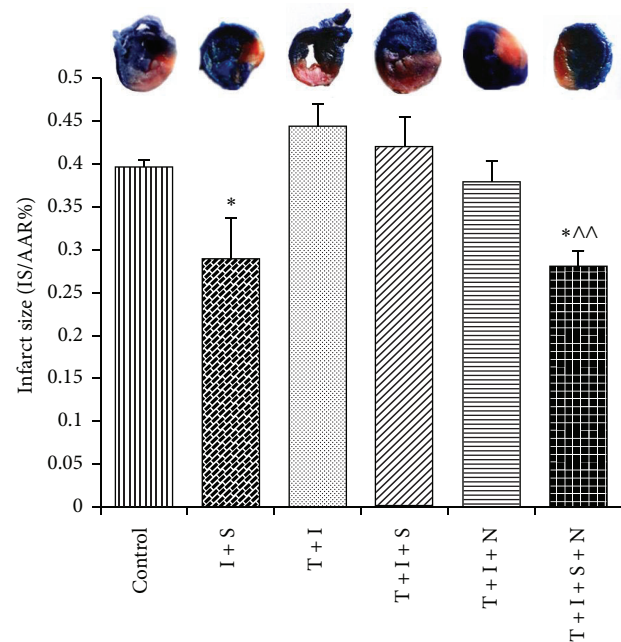 0.5
0.45
0.4
0.35
0.3
0.25
0.2
0.15
0.1
0.05
0
Infarct size (IS/AAR%)
*
*^^
Control
I + S
T + I
T + I + S
T + I + N
T + I + S + N